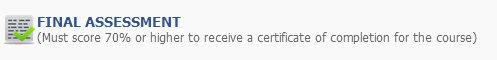 FINAL ASSESSMENT
(Must score 70% or higher to receive a certificate of completion for the course)